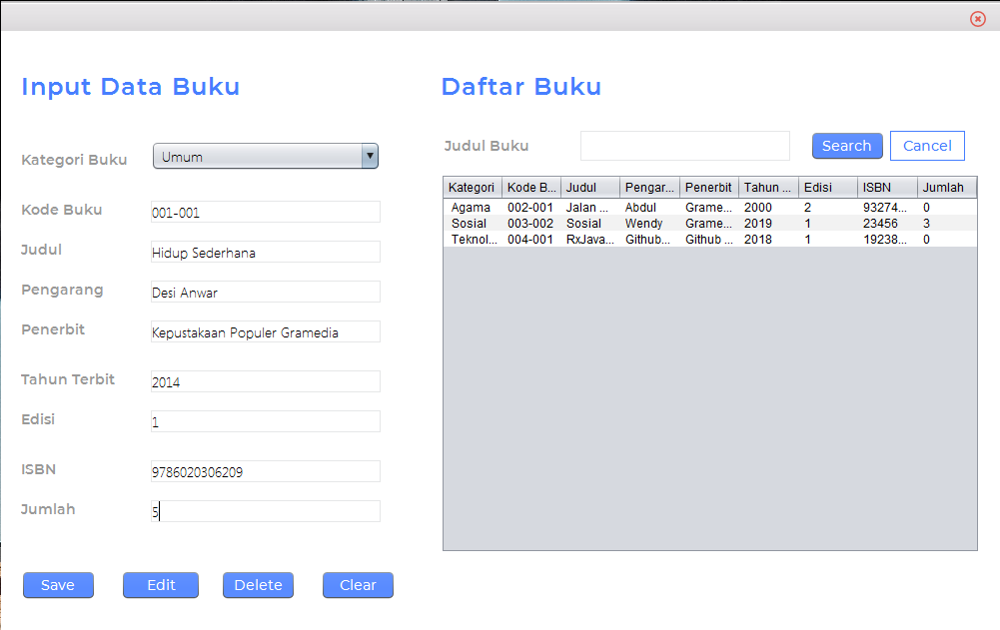 Input Data Buku
Kategori Buku Umum
Kode Buku 001-001
Judul Hidup Sederhana
Pengarang Desi Anwar
Penerbit Kepustakaan Populer Gramedia
Tahun Terbit 2014
Edisi 1
ISBN 9786020306209
Jumlah 5
Save Edit Delete Clear
Daftar Buku
Judul Buku Search Cancel
Kategori Kode B... Judul Pengar... Penerbit Tahun ... Edisi ISBN Jumlah
Agama 002-001 Jalan ... Abdul Grame... 2000 2 93274... 0
Sosial 003-002 Sosial Wendy Grame... 2019 1 23456 3
Teknol... 004-001 RxJava... Github... Github ... 2018 1 19238... 0